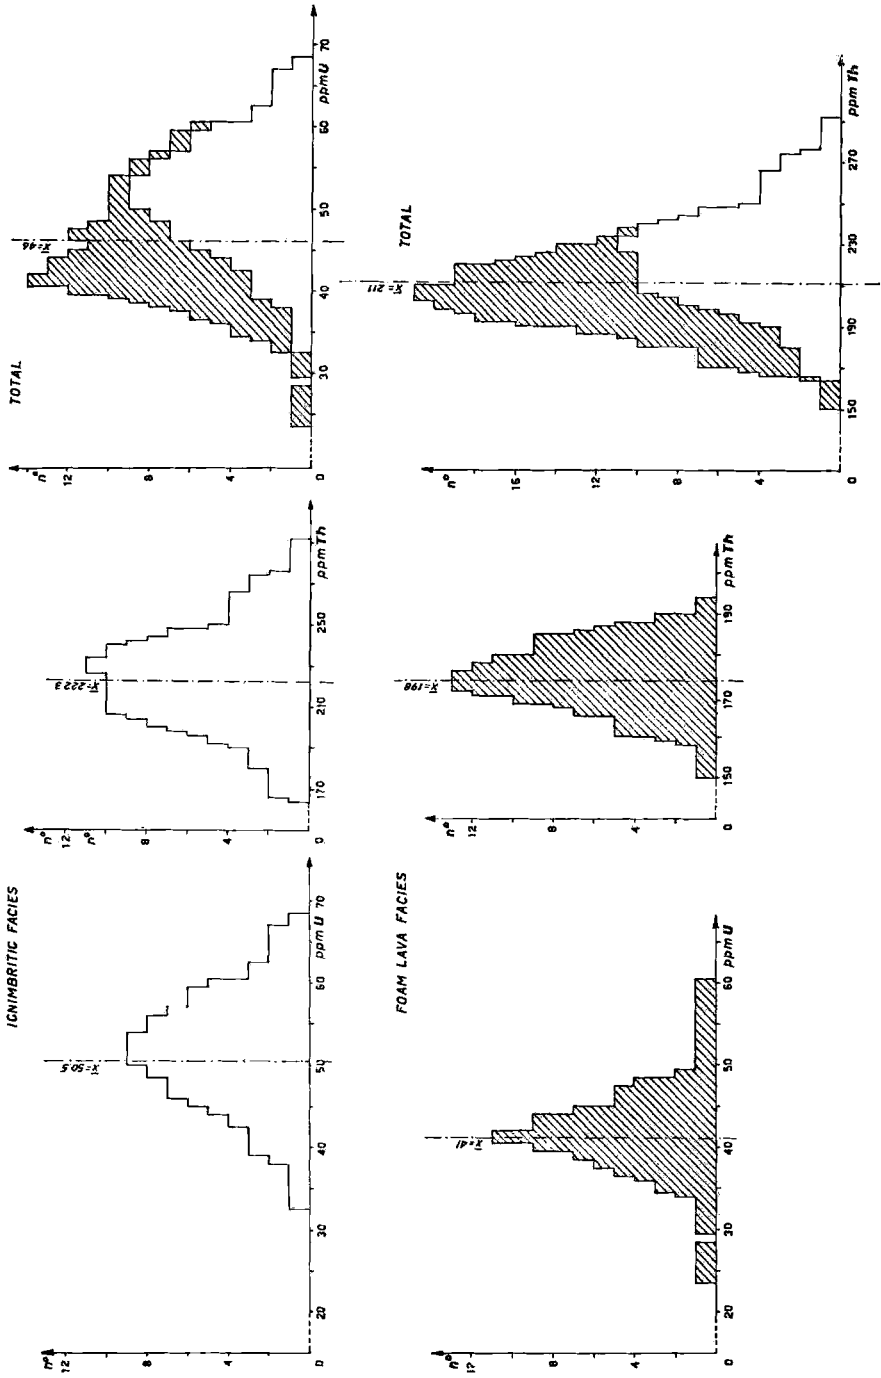 IGNIMBRITIC FACIES
n°
12
8
4
0
20
30
40
50
60
70
ppm U
x̄=50.5
n°
12
n°
8
4
0
170
210
250
ppm Th
x̄=222.3
TOTAL
n°
12
8
4
0
30
40
50
60
70
ppm U
x̄=46
FOAM LAVA FACIES
n°
12
8
4
0
20
30
40
50
60
ppm U
x̄=41
n°
12
8
4
0
150
170
190
ppm Th
x̄=198
TOTAL
n°
16
12
8
4
0
150
190
230
270
ppm Th
x̄=211